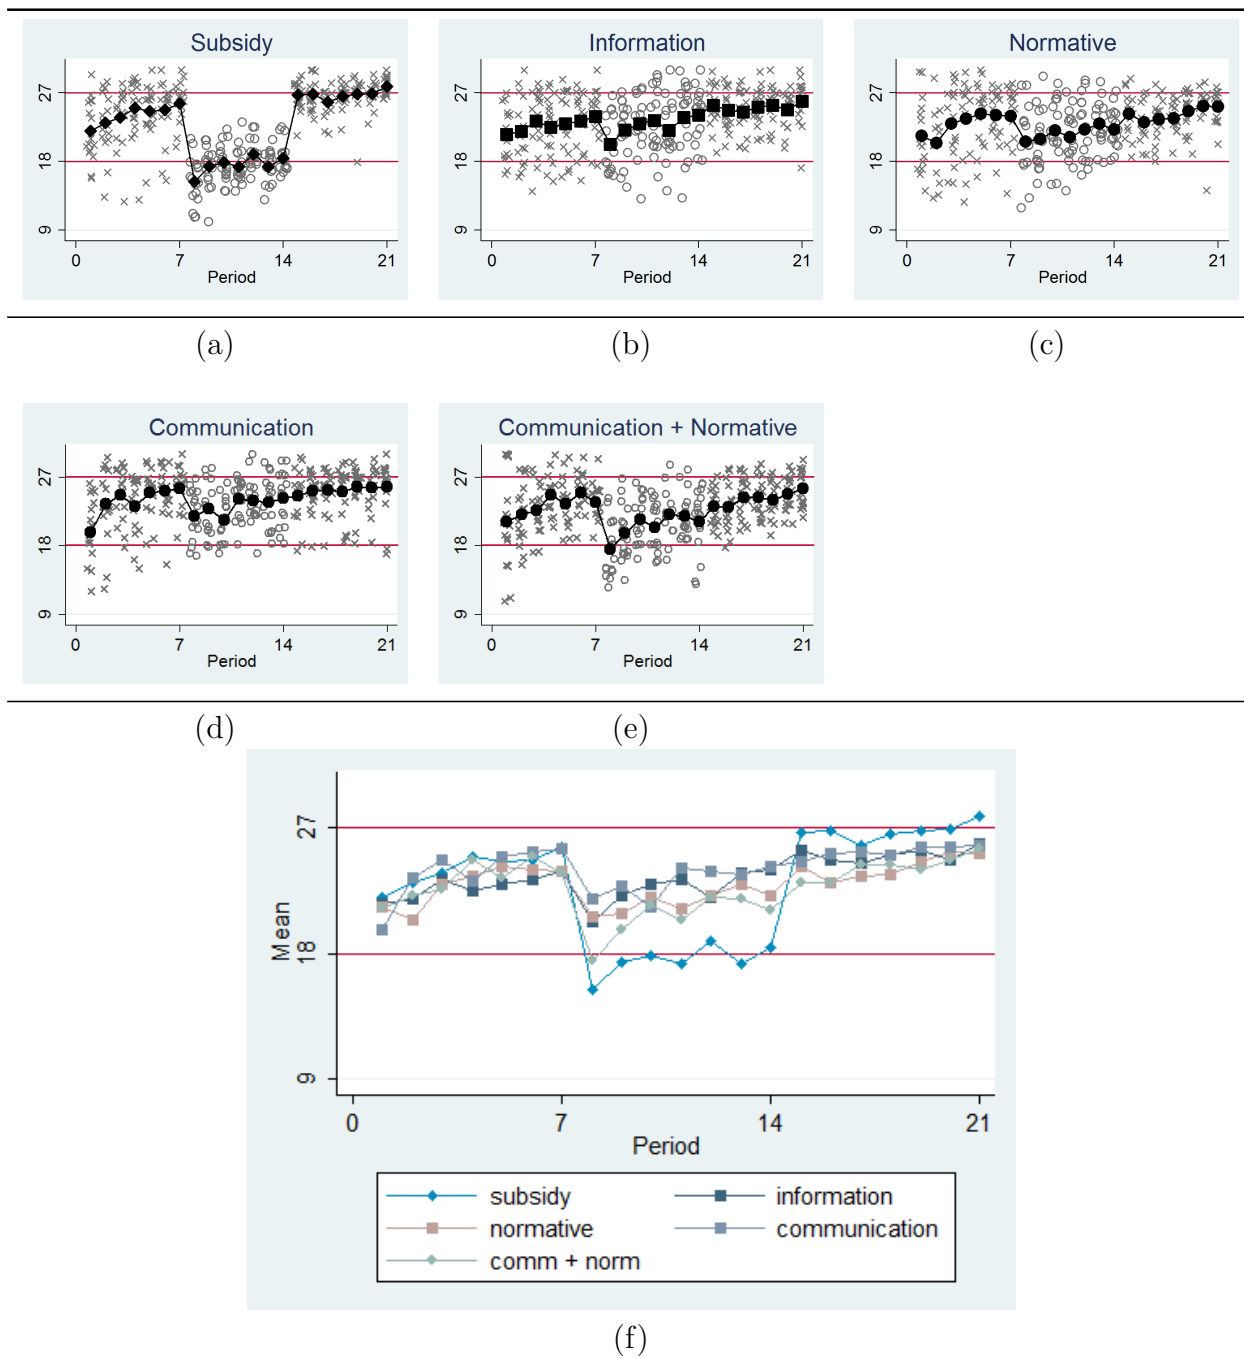 Subsidy Information Normative
27 27 27
18 18 18
9 9 9
0 7 14 21 0 7 14 21 0 7 14 21
Period Period Period
(a) (b) (c)
Communication Communication + Normative
27 27
18 18
9 9
0 7 14 21 0 7 14 21
Period Period
(d) (e)
27
Mean
18
9
0 7 14 21
Period
subsidy information
normative communication
comm + norm
(f)